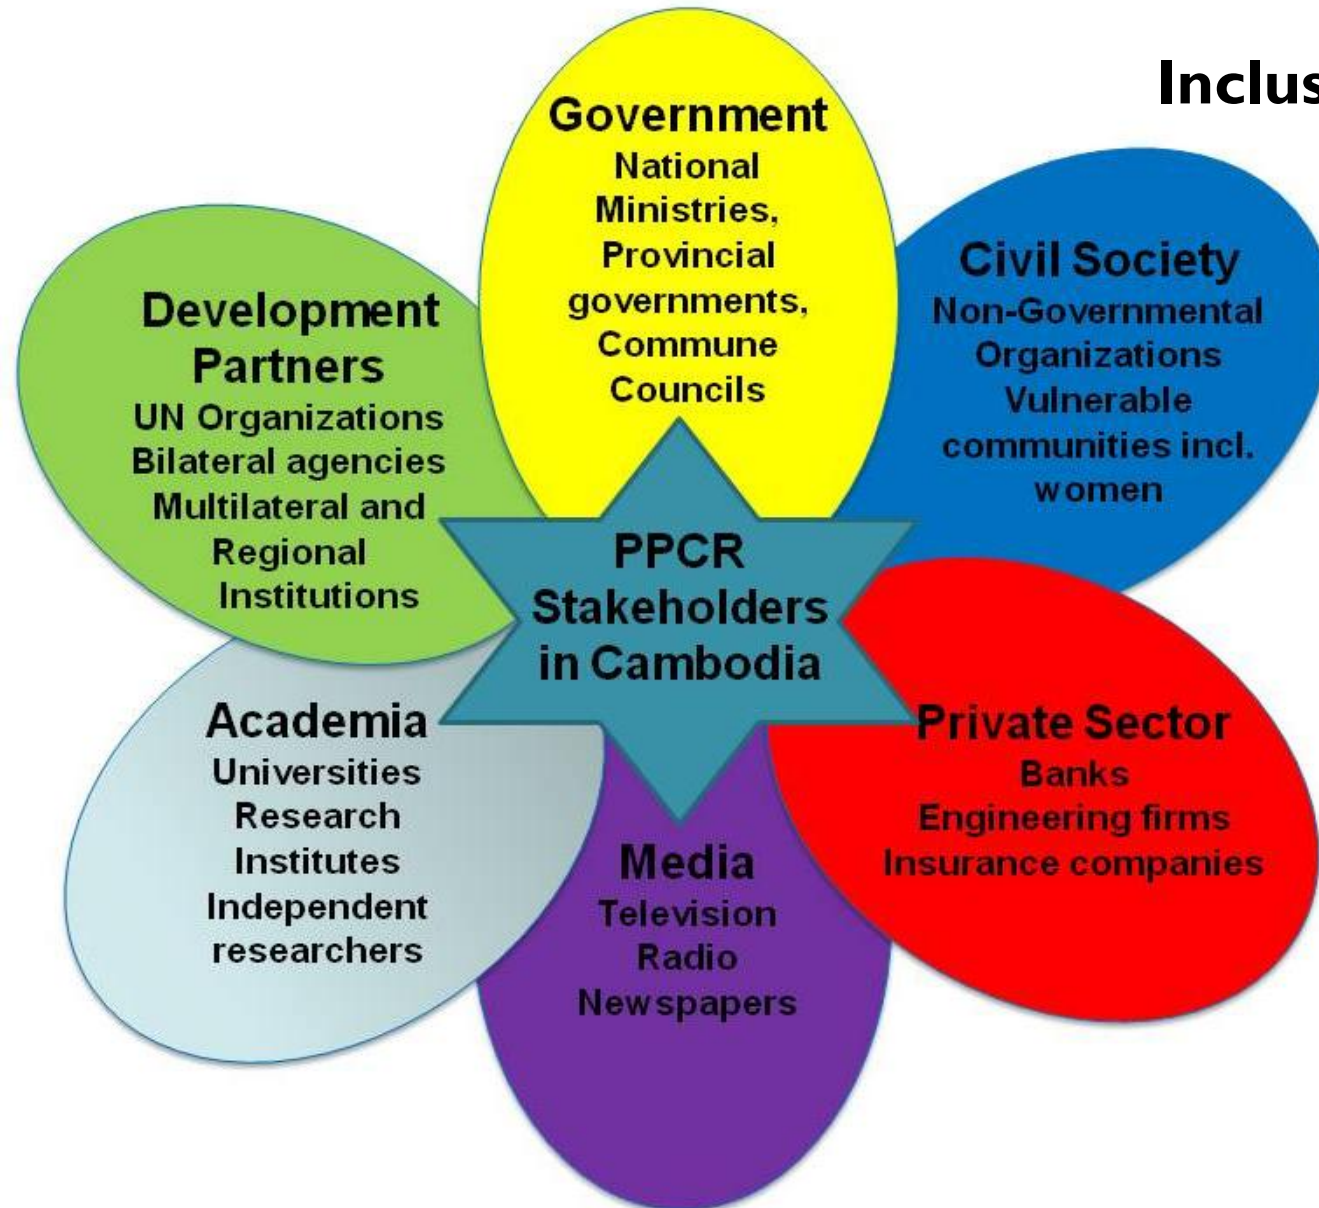 Inclus
Government
National
Ministries,
Provincial
governments,
Commune
Councils
Civil Society
Non-Governmental
Organizations
Vulnerable
communities incl.
women
Development
Partners
UN Organizations
Bilateral agencies
Multilateral and
Regional
Institutions
PPCR
Stakeholders
in Cambodia
Academia
Universities
Research
Institutes
Independent
researchers
Private Sector
Banks
Engineering firms
Insurance companies
Media
Television
Radio
Newspapers